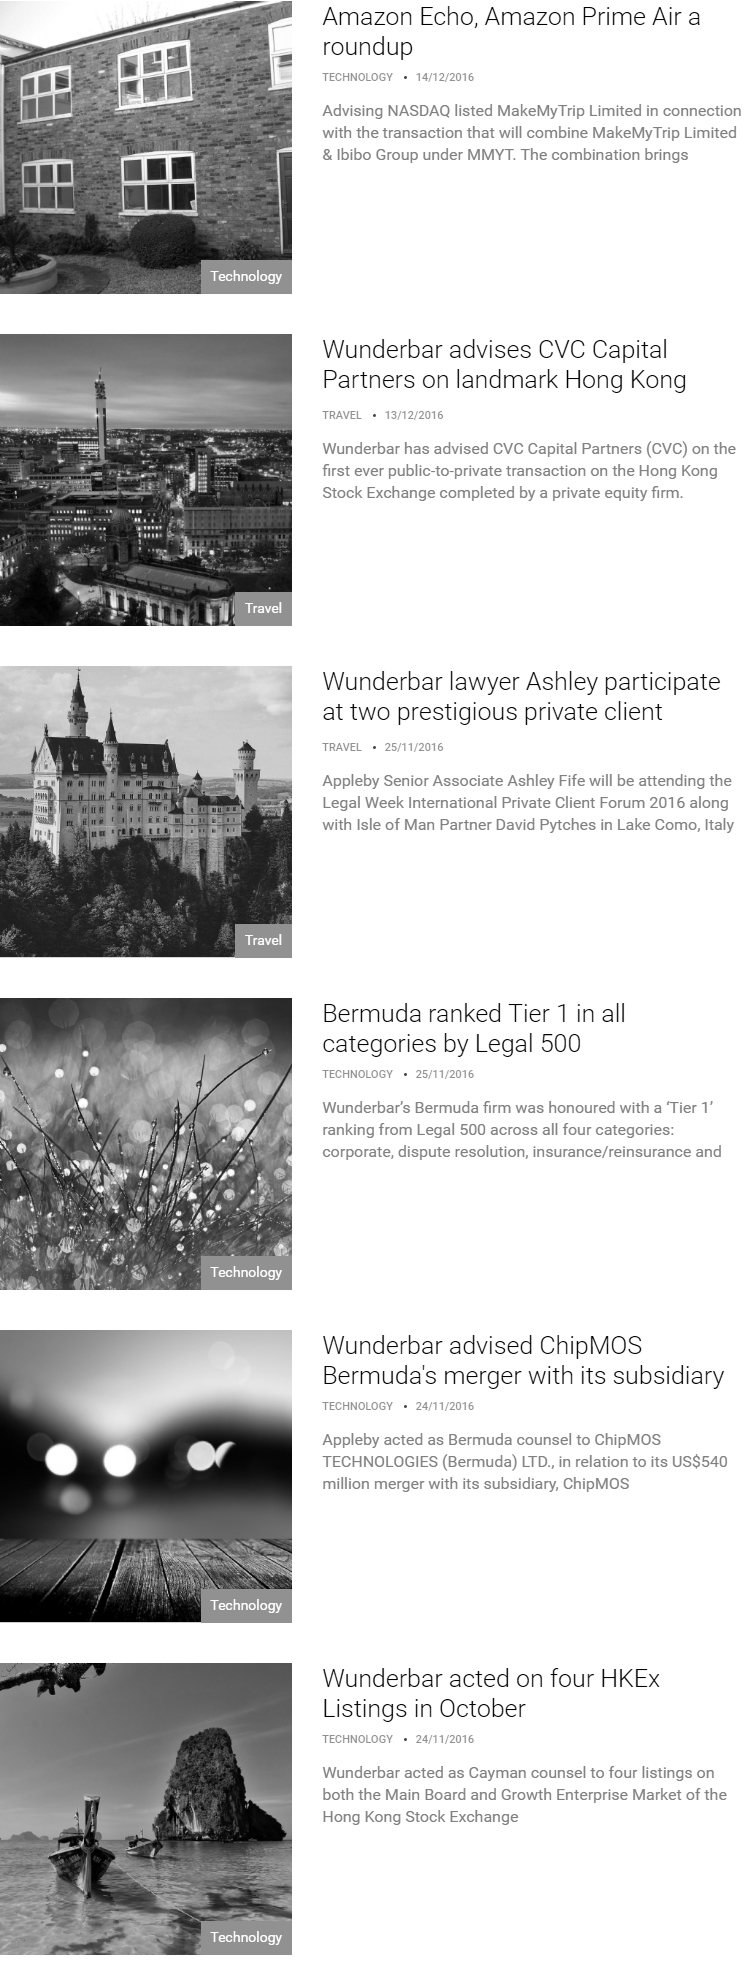 Amazon Echo, Amazon Prime Air a
roundup
TECHNOLOGY • 14/12/2016
Advising NASDAQ listed MakeMyTrip Limited in connection
with the transaction that will combine MakeMyTrip Limited
& Ibibo Group under MMYT. The combination brings
Technology
Wunderbar advises CVC Capital
Partners on landmark Hong Kong
TRAVEL • 13/12/2016
Wunderbar has advised CVC Capital Partners (CVC) on the
first ever public-to-private transaction on the Hong Kong
Stock Exchange completed by a private equity firm.
Travel
Wunderbar lawyer Ashley participate
at two prestigious private client
TRAVEL • 25/11/2016
Appleby Senior Associate Ashley Fife will be attending the
Legal Week International Private Client Forum 2016 along
with Isle of Man Partner David Pytches in Lake Como, Italy
Travel
Bermuda ranked Tier 1 in all
categories by Legal 500
TECHNOLOGY • 25/11/2016
Wunderbar’s Bermuda firm was honoured with a ‘Tier 1’
ranking from Legal 500 across all four categories:
corporate, dispute resolution, insurance/reinsurance and
Technology
Wunderbar advised ChipMOS
Bermuda's merger with its subsidiary
TECHNOLOGY • 24/11/2016
Appleby acted as Bermuda counsel to ChipMOS
TECHNOLOGIES (Bermuda) LTD., in relation to its US$540
million merger with its subsidiary, ChipMOS
Technology
Wunderbar acted on four HKEx
Listings in October
TECHNOLOGY • 24/11/2016
Wunderbar acted as Cayman counsel to four listings on
both the Main Board and Growth Enterprise Market of the
Hong Kong Stock Exchange
Technology